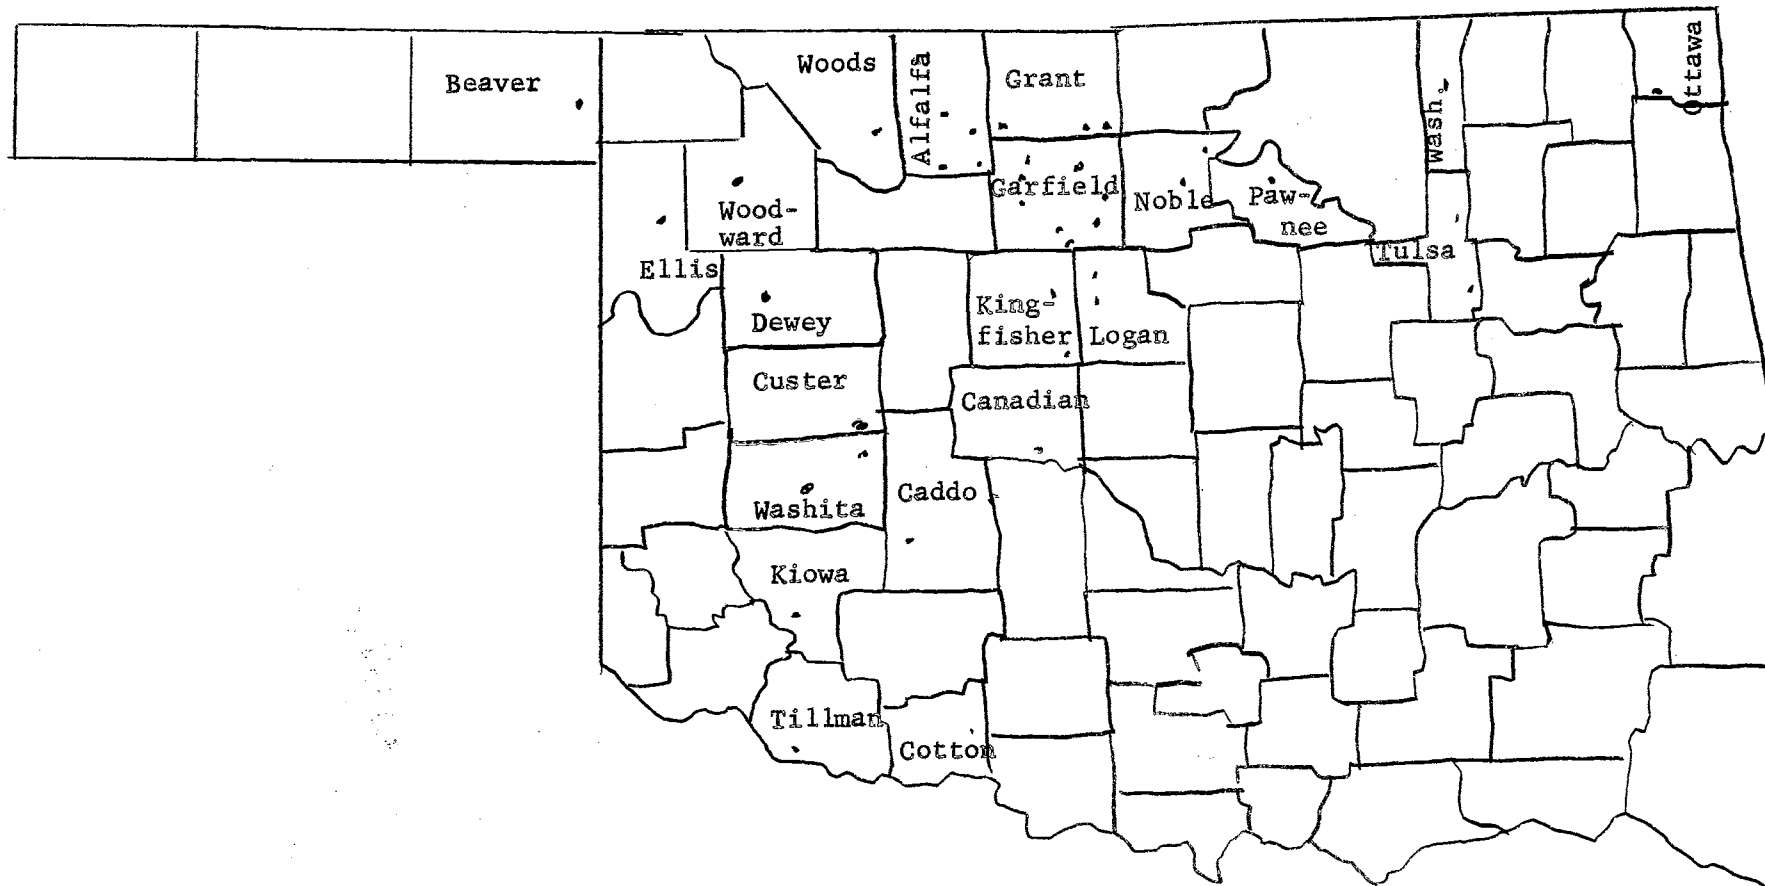 Beaver
Woods
Alfalfa
Grant
Wash.
Ottawa
Wood-
ward
Garfield
Noble
Paw-
nee
Tulsa
Ellis
Dewey
King-
fisher
Logan
Custer
Canadian
Washita
Caddo
Kiowa
Tillman
Cotton